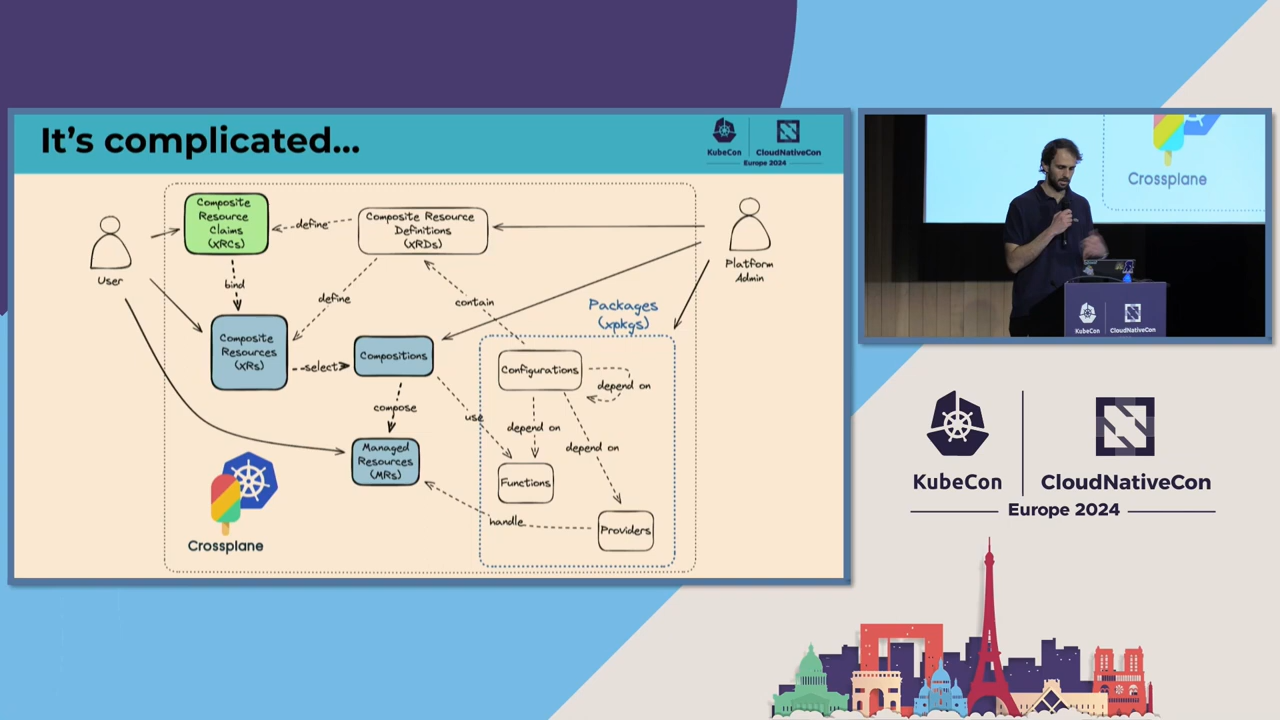 It's complicated...
KubeCon
CloudNativeCon
Europe 2024
Composite
Resource
Claims
(XRCs)
define
Composite Resource
Definitions
(XRDs)
User
Platform
Admin
bind
define
contain
Packages
(xpkgs)
Composite
Resources
(XRs)
select
Compositions
Configurations
depend on
compose
use
depend on
depend on
Managed
Resources
(MRs)
Functions
handle
Providers
Crossplane
Crossplane
KubeCon
CloudNativeCon
KubeCon
CloudNativeCon
Europe 2024